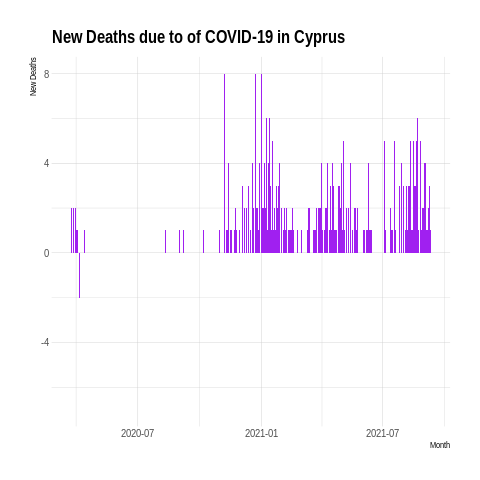 New Deaths due to of COVID-19 in Cyprus
New Deaths
8
4
0
-4
2020-07
2021-01
2021-07
Month